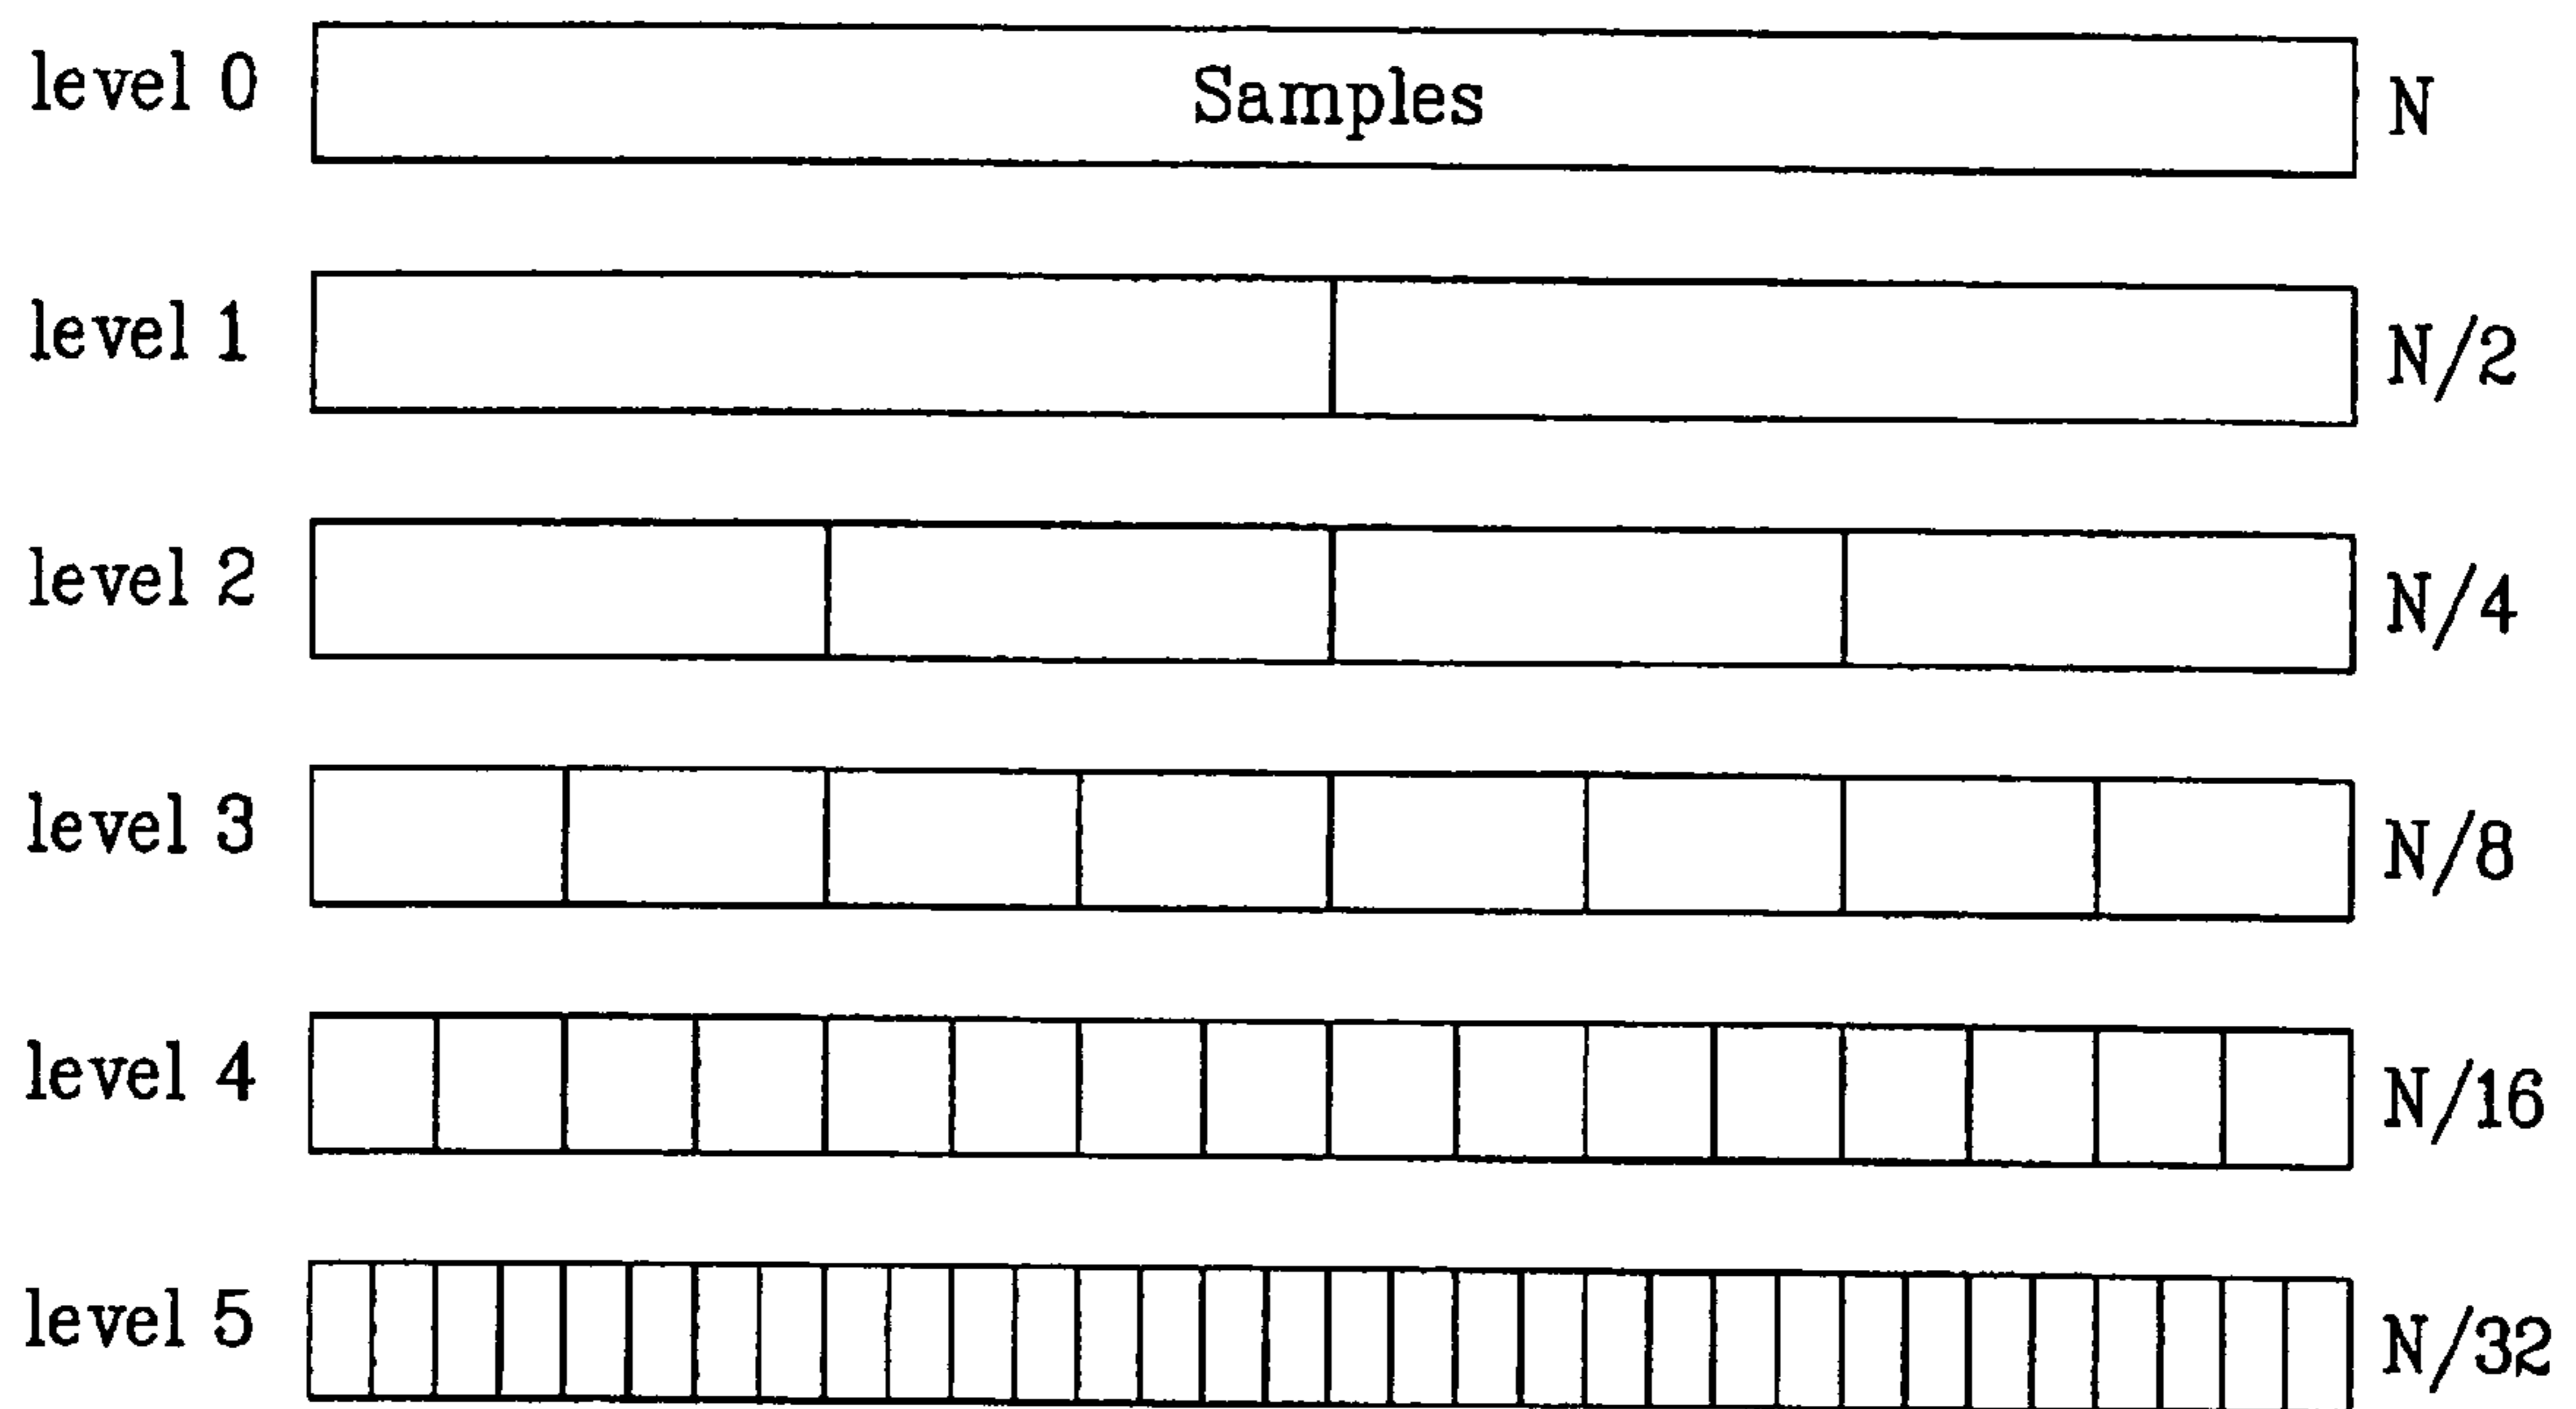 level 0 Samples N
level 1 N/2
level 2 N/4
level 3 N/8
level 4 N/16
level 5 N/32